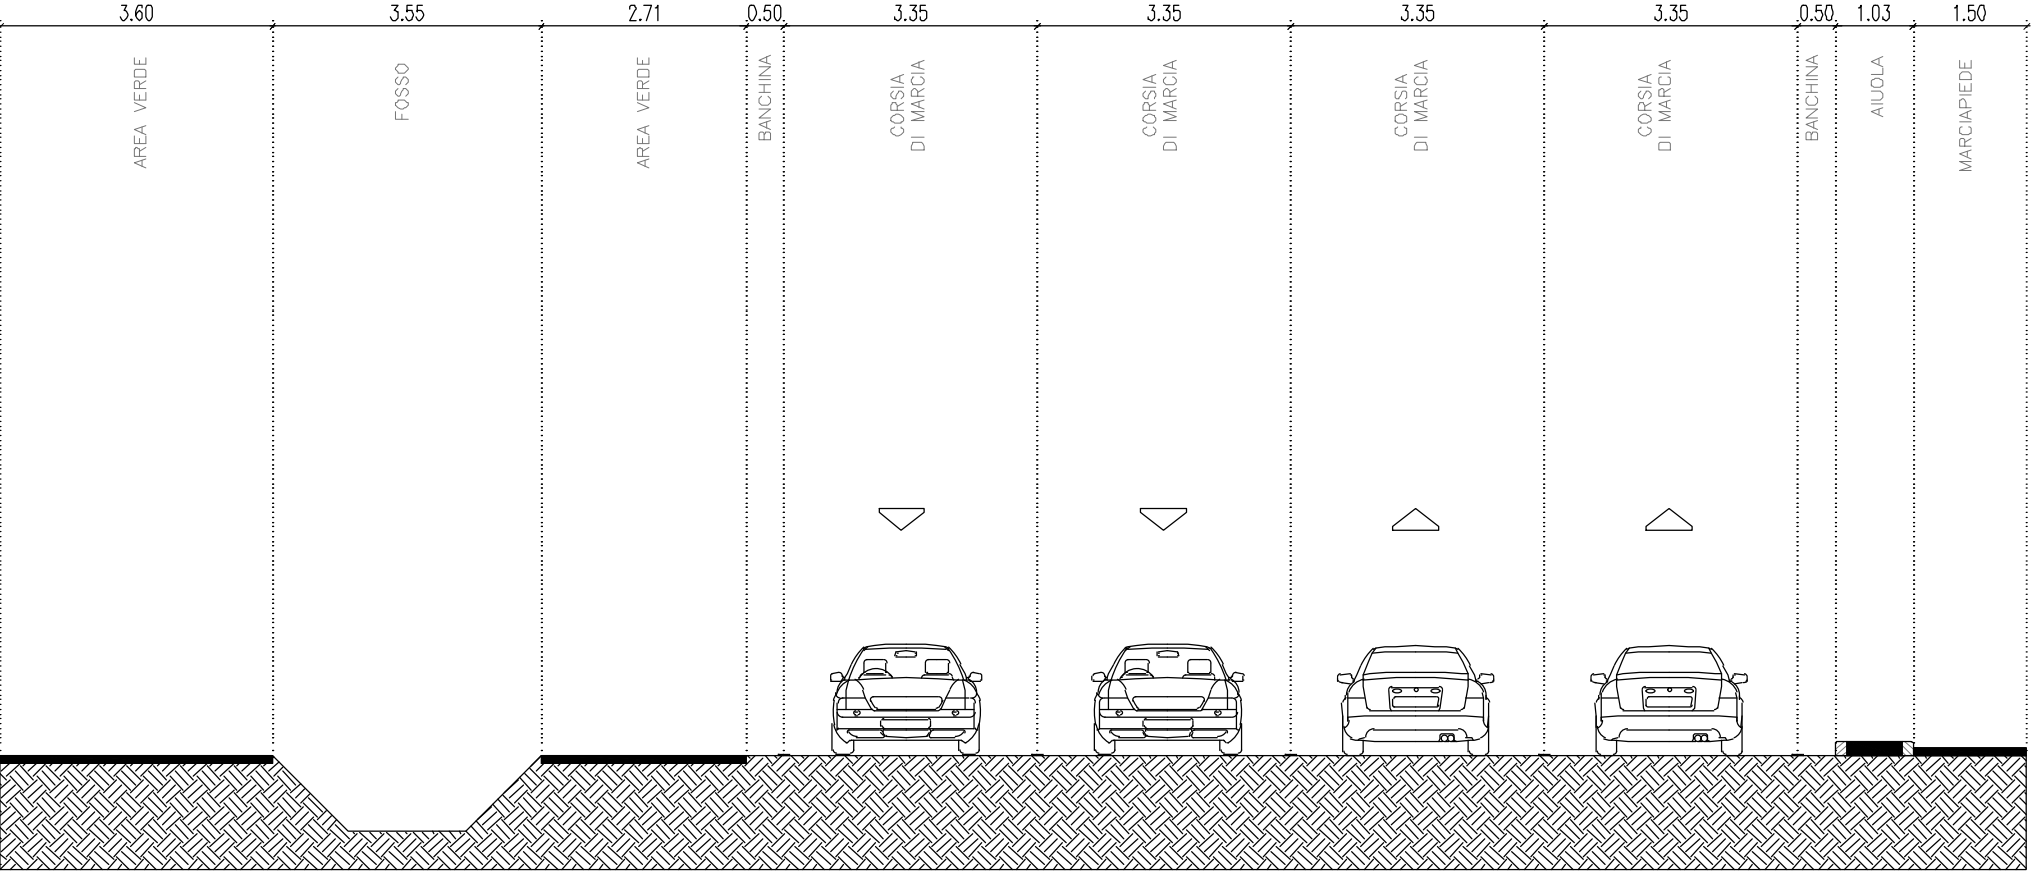 3.60 3.55 2.71 0.50 3.35 3.35 3.35 3.35 0.50 1.03 1.50
AREA VERDE
FOSSO
AREA VERDE
BANCHINA
CORSIA
DI MARCIA
CORSIA
DI MARCIA
CORSIA
DI MARCIA
CORSIA
DI MARCIA
BANCHINA
AIUOLA
MARCIAPIEDE